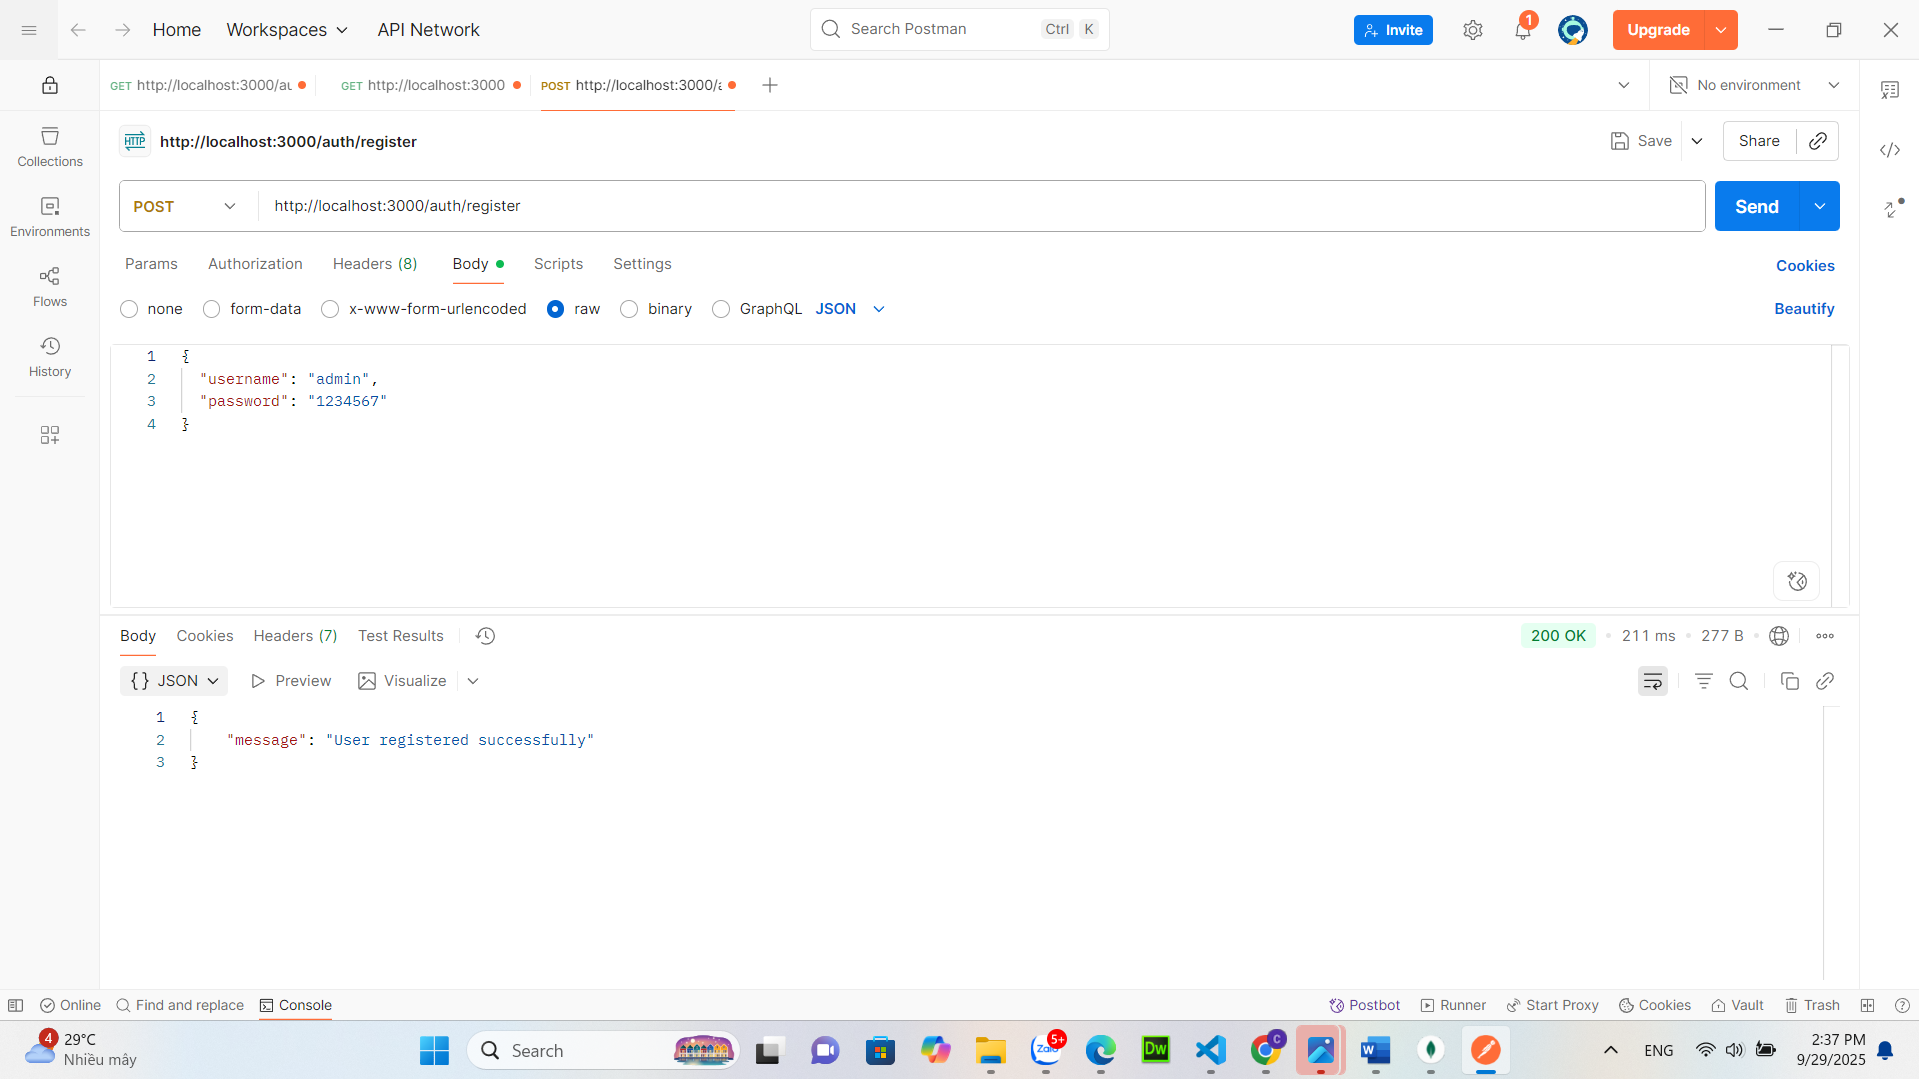 Home Workspaces API Network Search Postman Ctrl K Invite 1 Upgrade
GET http://localhost:3000/au GET http://localhost:3000 POST http://localhost:3000/a No environment
HTTP http://localhost:3000/auth/register Save Share
POST http://localhost:3000/auth/register Send
Params Authorization Headers (8) Body Scripts Settings Cookies
none form-data x-www-form-urlencoded raw binary GraphQL JSON Beautify
Collections
Environments
Flows
History
1 {
2 "username": "admin",
3 "password": "1234567"
4 }
Body Cookies Headers (7) Test Results 200 OK 211 ms 277 B
{} JSON Preview Visualize
1 {
2 "message": "User registered successfully"
3 }
Online Find and replace Console Postbot Runner Start Proxy Cookies Vault Trash
4 29°C
Nhiều mây
Search Zalo 5+ Dw C W
ENG
2:37 PM
9/29/2025